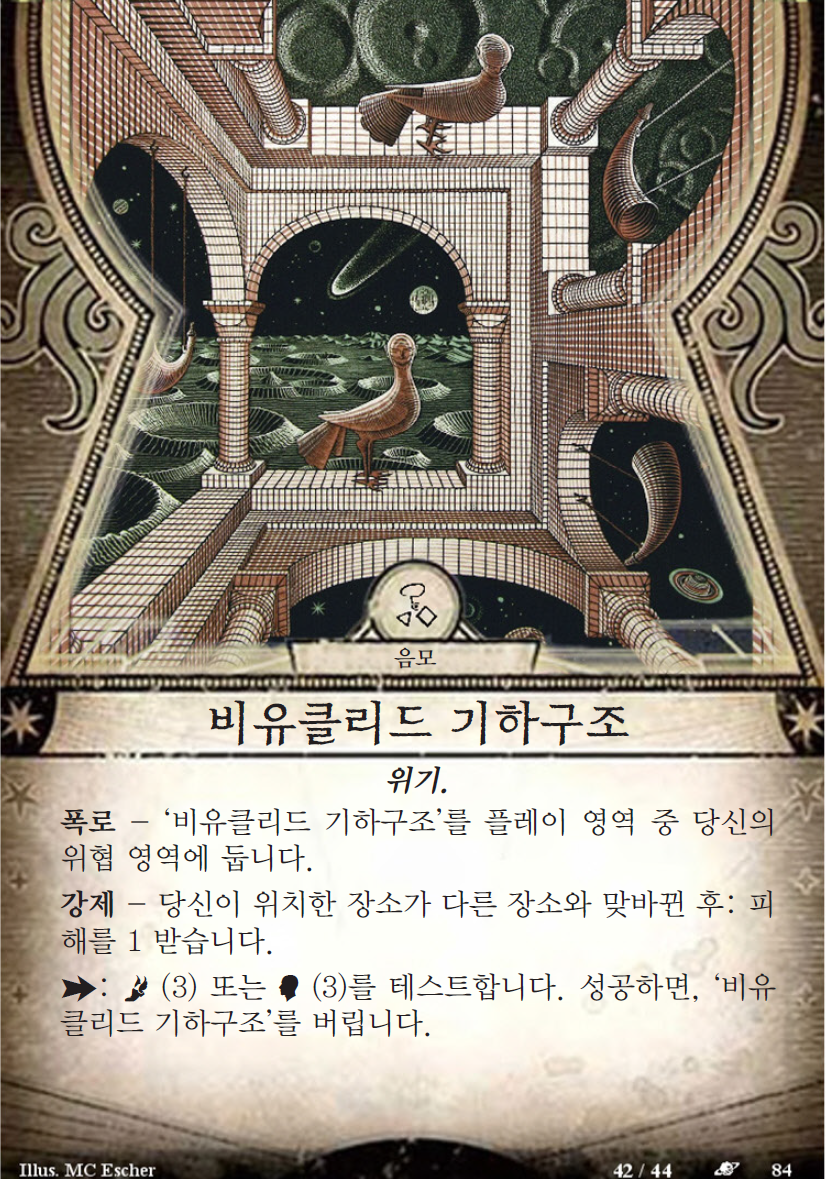 음모
비유클리드 기하구조
위기.
폭로 – ‘비유클리드 기하구조’를 플레이 영역 중 당신의
위협 영역에 둡니다.
강제 – 당신이 위치한 장소가 다른 장소와 맞바뀐 후: 피
해를 1 받습니다.
: (3) 또는 (3)를 테스트합니다. 성공하면, ‘비유
클리드 기하구조’를 버립니다.
Illus. MC Escher 42 / 44 84